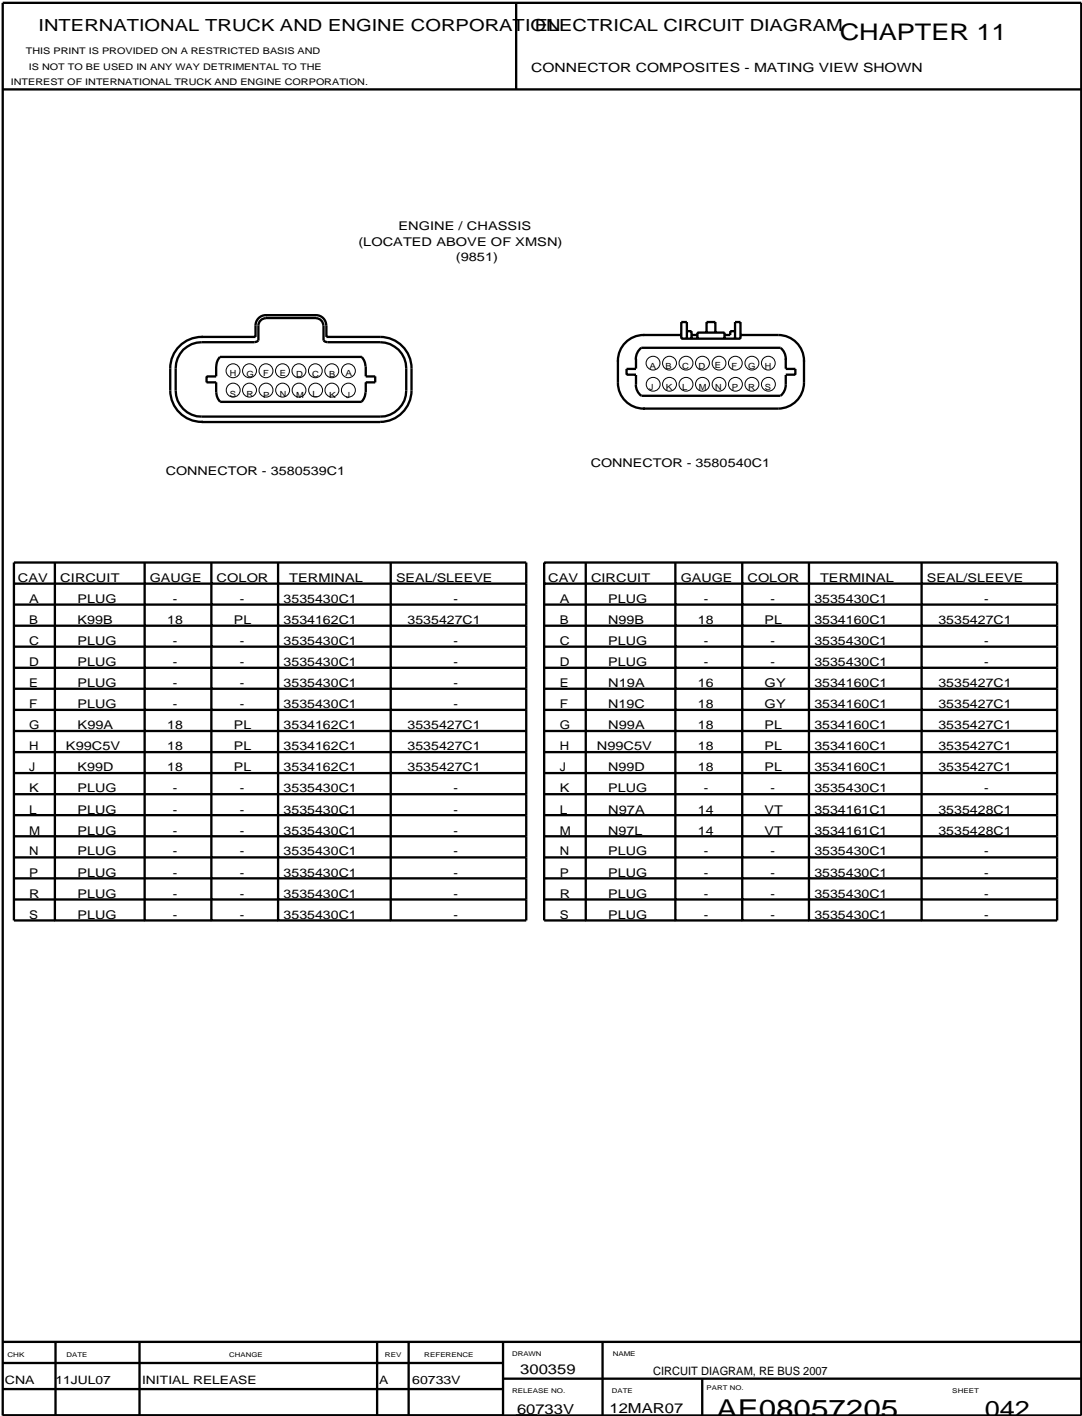 INTERNATIONAL TRUCK AND ENGINE CORPORATION
THIS PRINT IS PROVIDED ON A RESTRICTED BASIS AND
IS NOT TO BE USED IN ANY WAY DETRIMENTAL TO THE
INTEREST OF INTERNATIONAL TRUCK AND ENGINE CORPORATION.
ELECTRICAL CIRCUIT DIAGRAM
CHAPTER 11
CONNECTOR COMPOSITES - MATING VIEW SHOWN
ENGINE / CHASSIS
(LOCATED ABOVE OF XMSN)
(9851)
H G F E D C B A
S R P N M L K J
CONNECTOR - 3580539C1
A B C D E F G H
J K L M N P R S
CONNECTOR - 3580540C1
CAV CIRCUIT GAUGE COLOR TERMINAL SEAL/SLEEVE
A PLUG - - 3535430C1 -
B K99B 18 PL 3534162C1 3535427C1
C PLUG - - 3535430C1 -
D PLUG - - 3535430C1 -
E PLUG - - 3535430C1 -
F PLUG - - 3535430C1 -
G K99A 18 PL 3534162C1 3535427C1
H K99C5V 18 PL 3534162C1 3535427C1
J K99D 18 PL 3534162C1 3535427C1
K PLUG - - 3535430C1 -
L PLUG - - 3535430C1 -
M PLUG - - 3535430C1 -
N PLUG - - 3535430C1 -
P PLUG - - 3535430C1 -
R PLUG - - 3535430C1 -
S PLUG - - 3535430C1 -
CAV CIRCUIT GAUGE COLOR TERMINAL SEAL/SLEEVE
A PLUG - - 3535430C1 -
B N99B 18 PL 3534160C1 3535427C1
C PLUG - - 3535430C1 -
D PLUG - - 3535430C1 -
E N19A 16 GY 3534160C1 3535427C1
F N19C 18 GY 3534160C1 3535427C1
G N99A 18 PL 3534160C1 3535427C1
H N99C5V 18 PL 3534160C1 3535427C1
J N99D 18 PL 3534160C1 3535427C1
K PLUG - - 3535430C1 -
L N97A 14 VT 3534161C1 3535428C1
M N97L 14 VT 3534161C1 3535428C1
N PLUG - - 3535430C1 -
P PLUG - - 3535430C1 -
R PLUG - - 3535430C1 -
S PLUG - - 3535430C1 -
CHK DATE CHANGE REV REFERENCE
CNA 11JUL07 INITIAL RELEASE A 60733V
DRAWN
300359
NAME
CIRCUIT DIAGRAM, RE BUS 2007
RELEASE NO.
60733V
DATE
12MAR07
PART NO.
AE08057205
SHEET
042